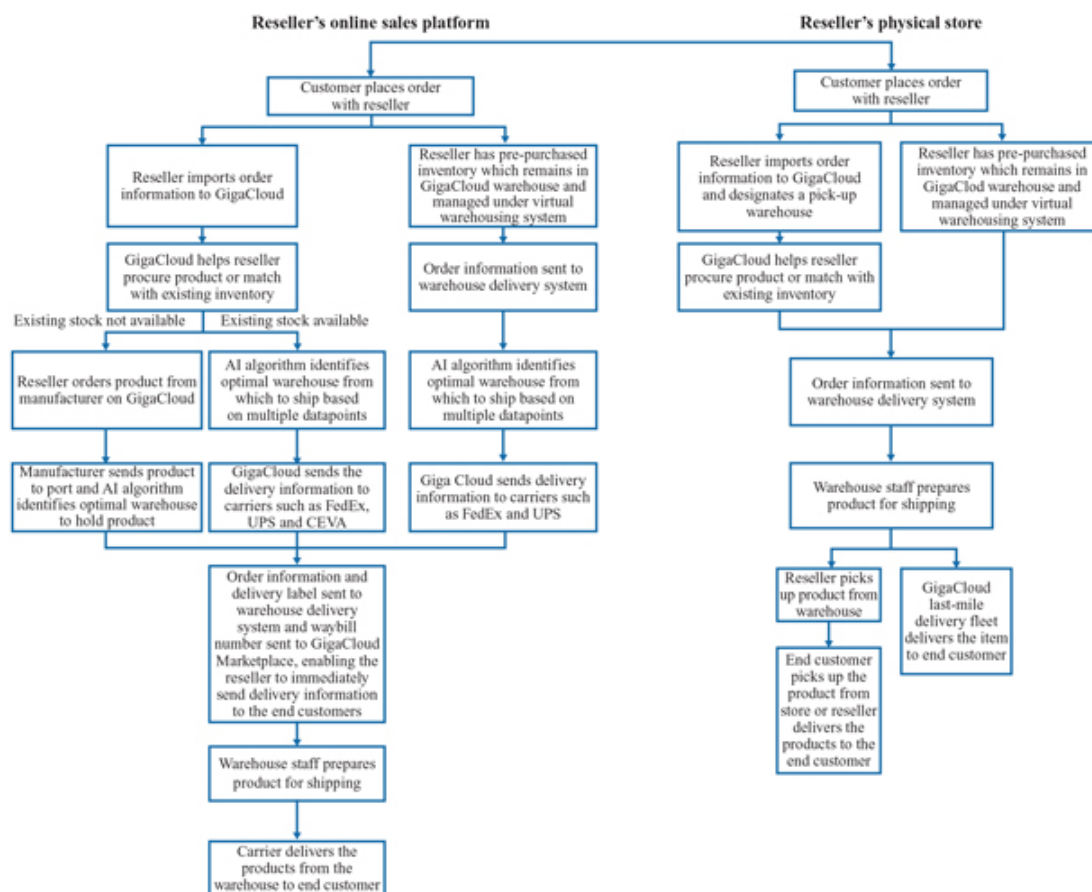 Reseller's online sales platform
Reseller's physical store
Customer places order
with reseller
Customer places order
with reseller
Reseller imports order
information to GigaCloud
Reseller has pre-purchased
inventory which remains in
GigaCloud warehouse and
managed under virtual
warehousing system
Reseller imports order
information to GigaCloud
and designates a pick-up
warehouse
Reseller has pre-purchased
inventory which remains in
GigaClod warehouse and
managed under virtual
warehousing system
GigaCloud helps reseller
procure product or match
with existing inventory
Order information sent to
warehouse delivery system
GigaCloud helps reseller
procure product or match
with existing inventory
Existing stock not available
Existing stock available
Reseller orders product from
manufacturer on GigaCloud
AI algorithm identifies
optimal warehouse from
which to ship based
on multiple datapoints
AI algorithm identifies
optimal warehouse from
which to ship based on
multiple datapoints
Order information sent to
warehouse delivery system
Manufacturer sends product
to port and AI algorithm
identifies optimal warehouse
to hold product
GigaCloud sends the
delivery information to
carriers such as FedEx,
UPS and CEVA
Giga Cloud sends delivery
information to carriers such
as FedEx and UPS
Warehouse staff prepares
product for shipping
Order information and
delivery label sent to
warehouse delivery
system and waybill
number sent to GigaCloud
Marketplace, enabling the
reseller to immediately
send delivery information
to the end customers
Reseller picks
up product from
warehouse
GigaCloud
last-mile
delivery fleet
delivers the item
to end customer
End customer
picks up the
product from
store or reseller
delivers the
products to the
end customer
Warehouse staff prepares
product for shipping
Carrier delivers the
products from the
warehouse to end customer